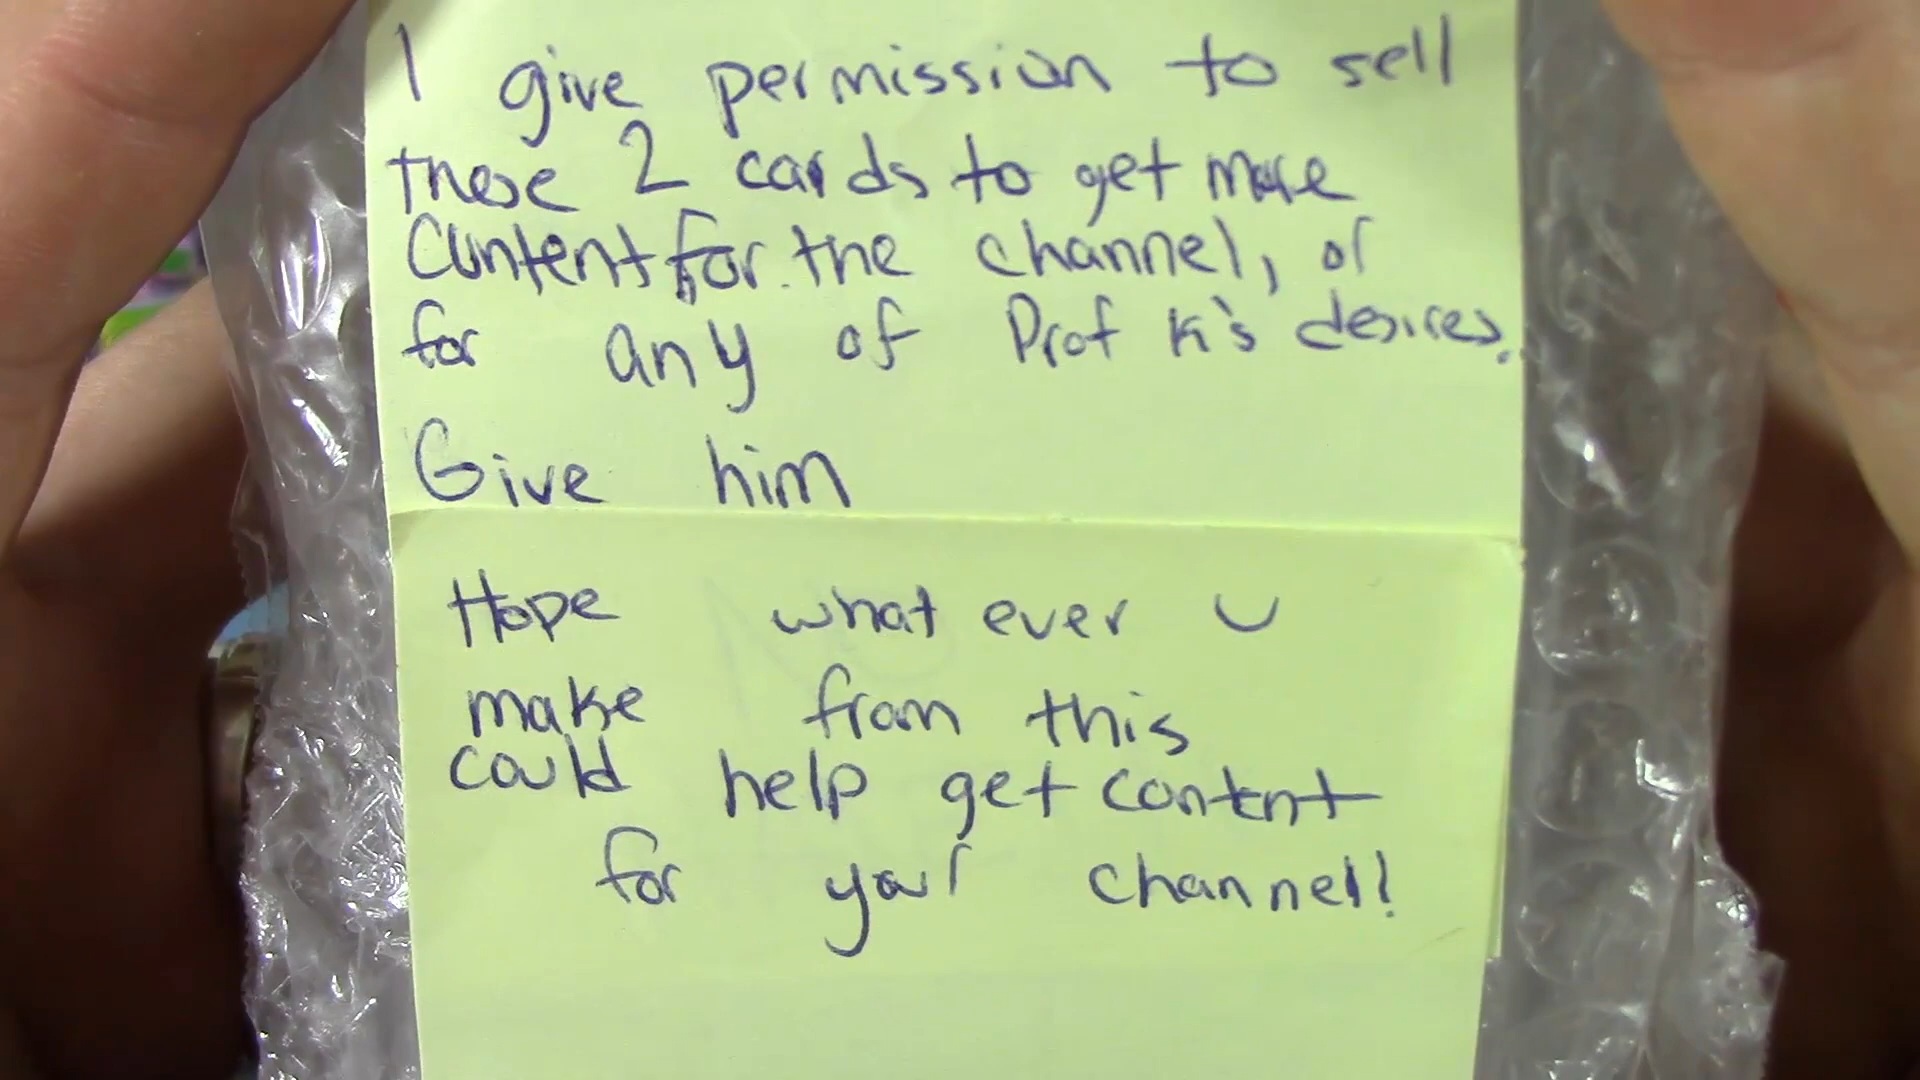 I give permission to sell
these 2 cards to get more
Content for the channel, or
for any of Prof K's desires.
Give him
Hope what ever U
make from this
could help get content
for your channel!